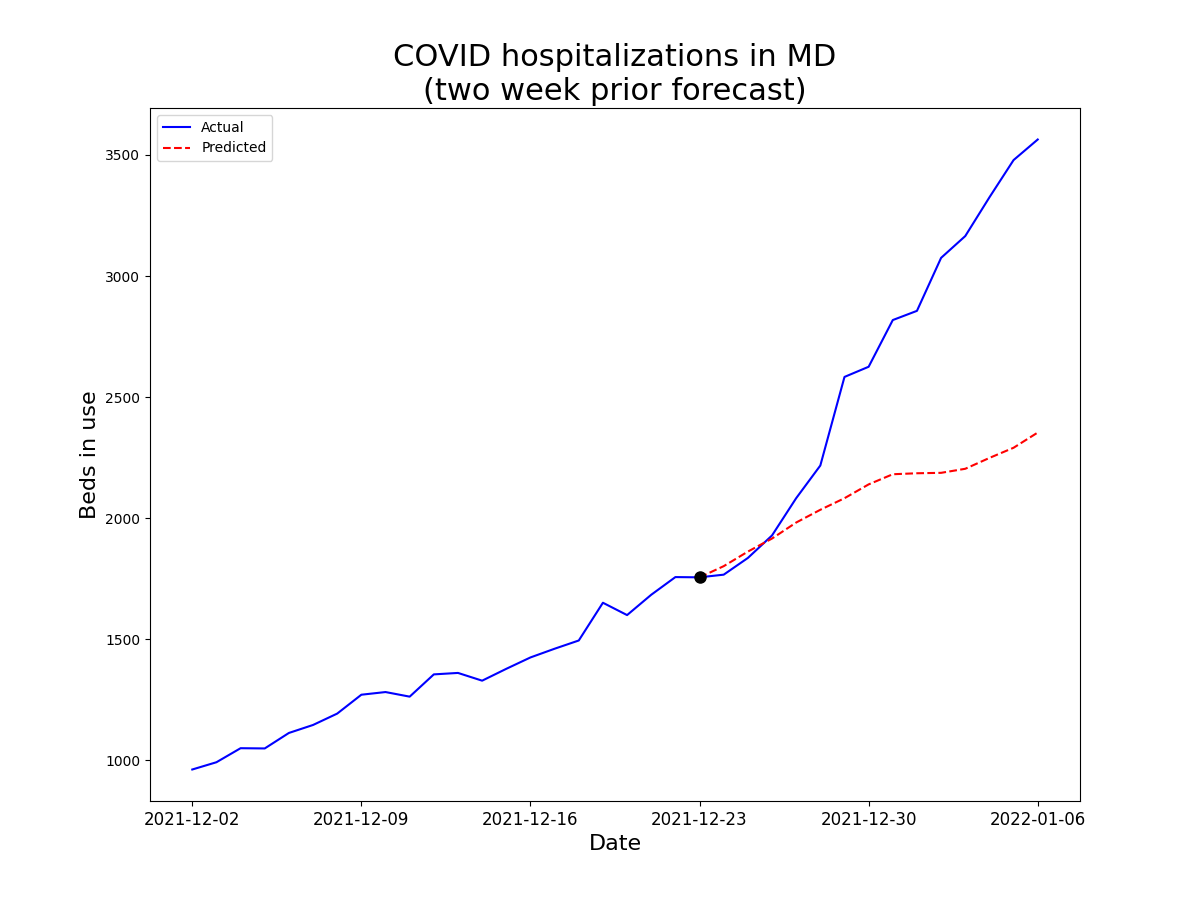 COVID hospitalizations in MD
(two week prior forecast)
Actual
Predicted
3500
3000
2500
2000
1500
1000
Beds in use
2021-12-02 2021-12-09 2021-12-16 2021-12-23 2021-12-30 2022-01-06
Date